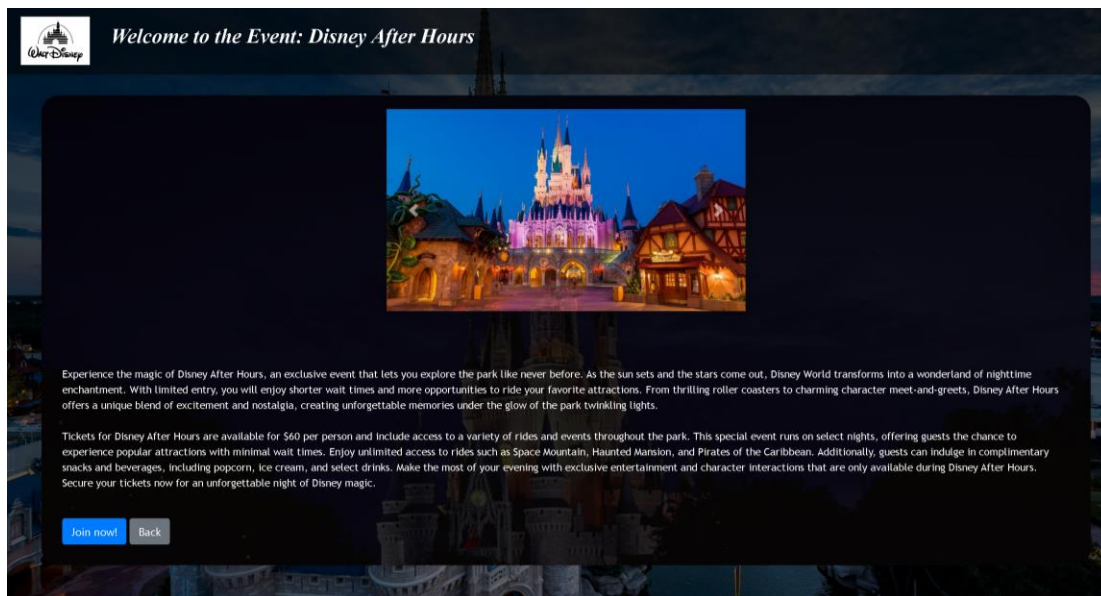 WALT DISNEY
Welcome to the Event: Disney After Hours
Experience the magic of Disney After Hours, an exclusive event that lets you explore the park like never before. As the sun sets and the stars come out, Disney World transforms into a wonderland of nighttime
enchantment. With limited entry, you will enjoy shorter wait times and more opportunities to ride your favorite attractions. From thrilling roller coasters to charming character meet-and-greets, Disney After Hours
offers a unique blend of excitement and nostalgia, creating unforgettable memories under the glow of the park twinkling lights.
Tickets for Disney After Hours are available for $60 per person and include access to a variety of rides and events throughout the park. This special event runs on select nights, offering guests the chance to
experience popular attractions with minimal wait times. Enjoy unlimited access to rides such as Space Mountain, Haunted Mansion, and Pirates of the Caribbean. Additionally, guests can indulge in complimentary
snacks and beverages, including popcorn, ice cream, and select drinks. Make the most of your evening with exclusive entertainment and character interactions that are only available during Disney After Hours.
Secure your tickets now for an unforgettable night of Disney magic.
Join now! Back